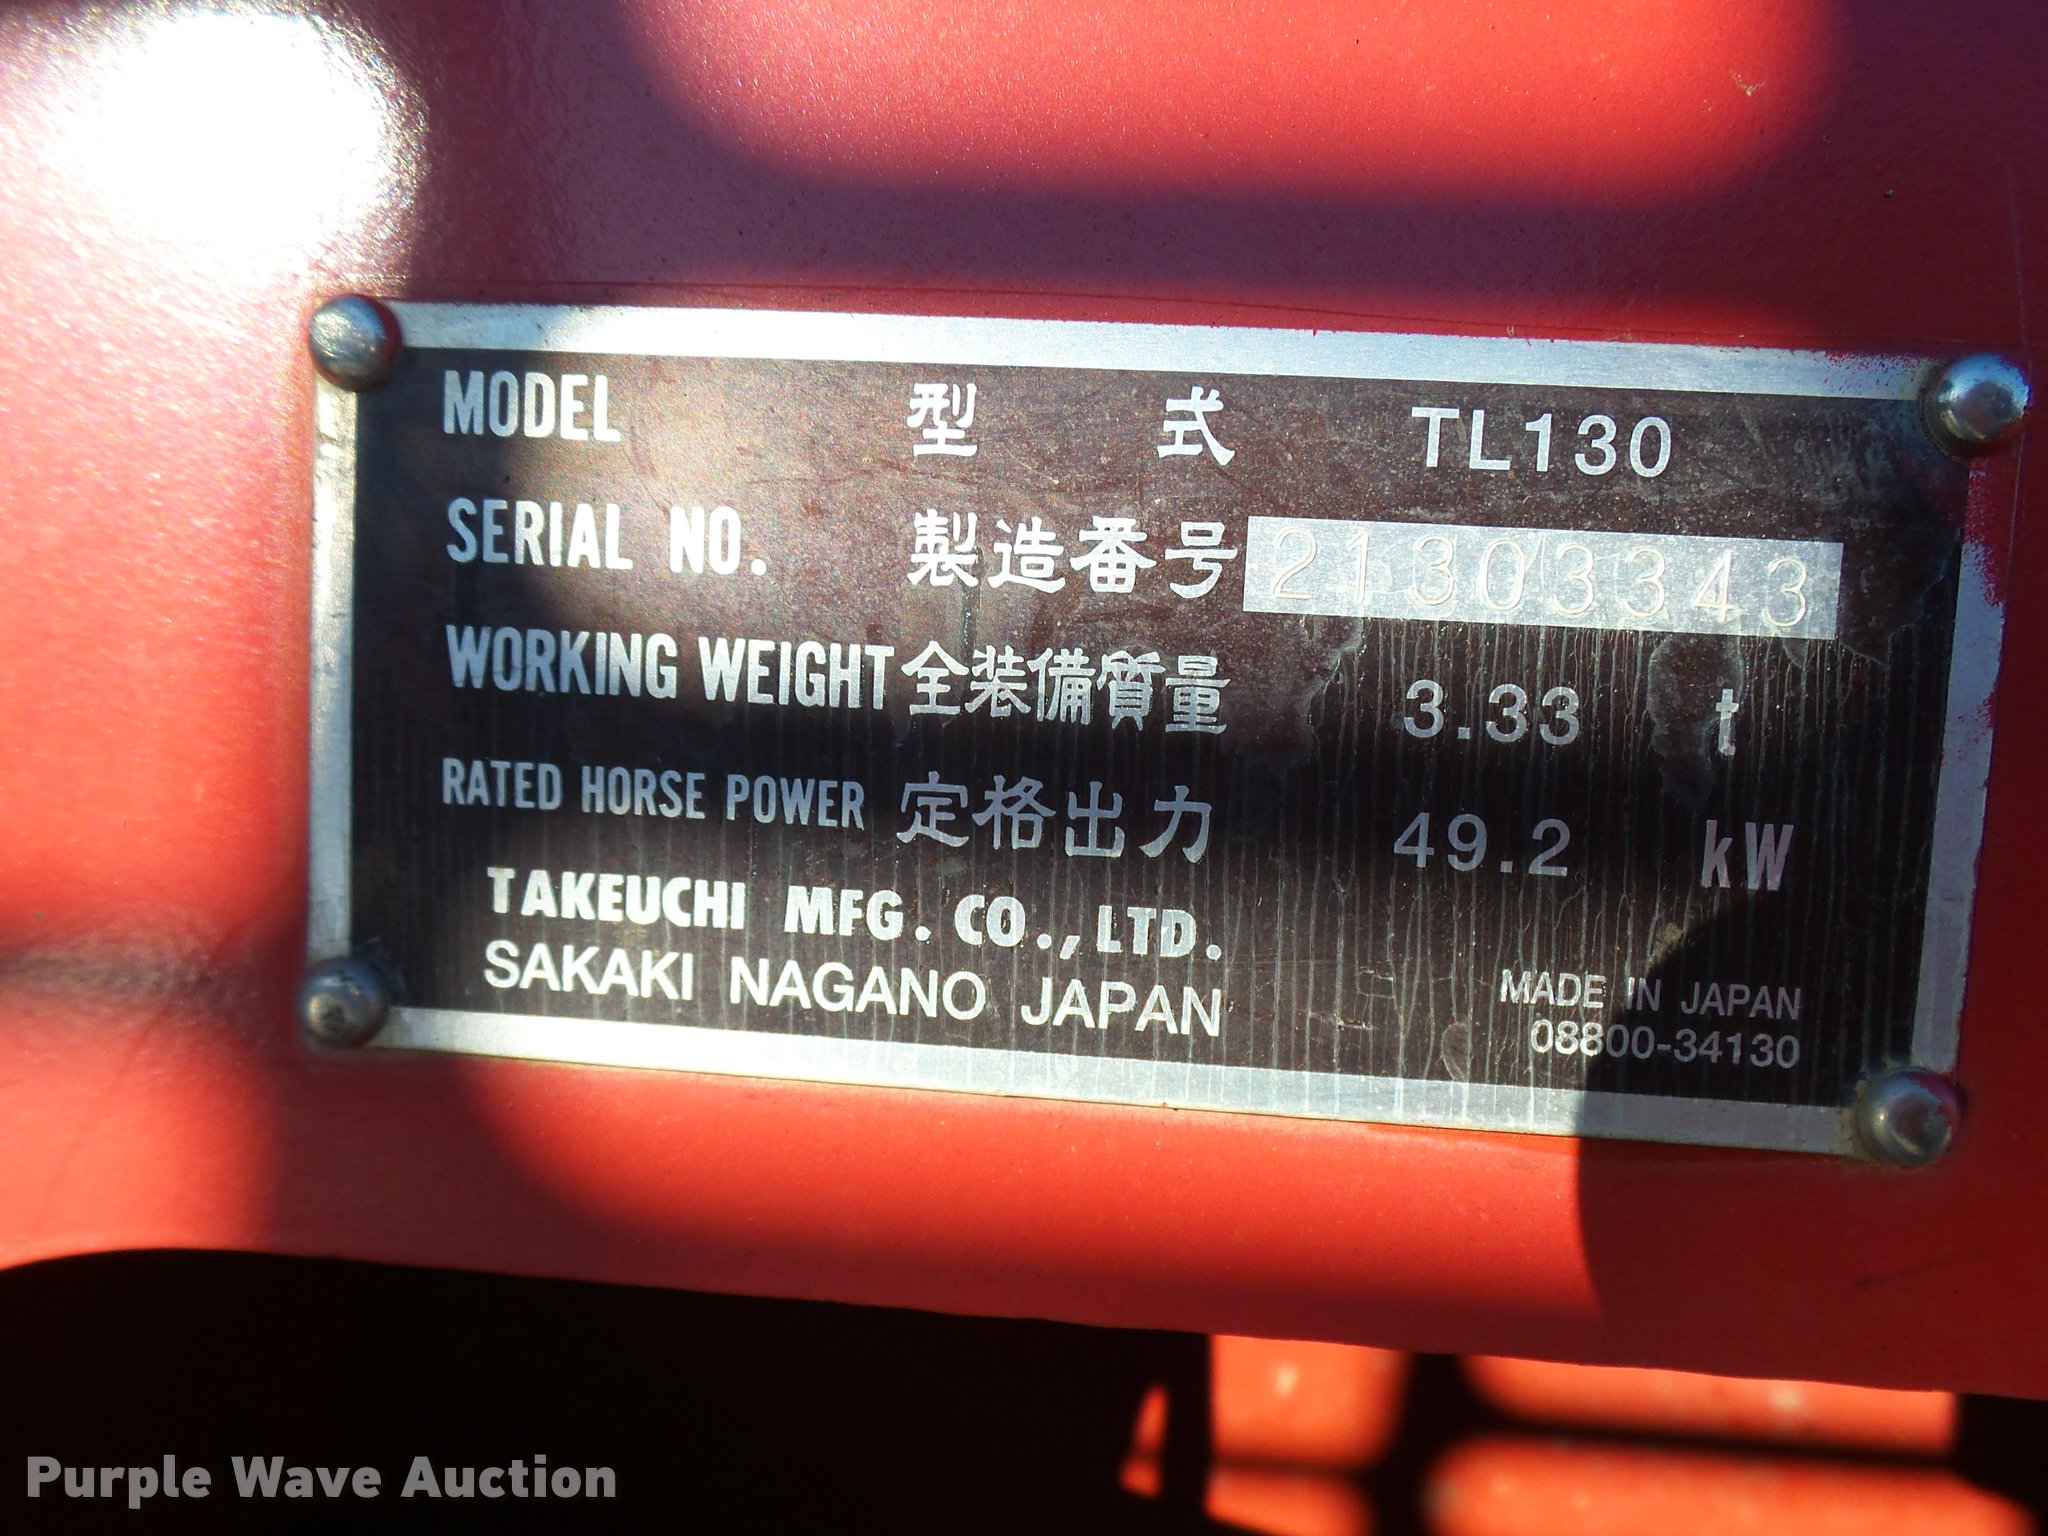 MODEL 型 式 TL130
SERIAL NO. 製造番号 21303343
WORKING WEIGHT 全装備質量 3.33 t
RATED HORSE POWER 定格出力 49.2 kW
TAKEUCHI MFG. CO., LTD.
SAKAKI NAGANO JAPAN
MADE IN JAPAN
08800-34130
Purple Wave Auction